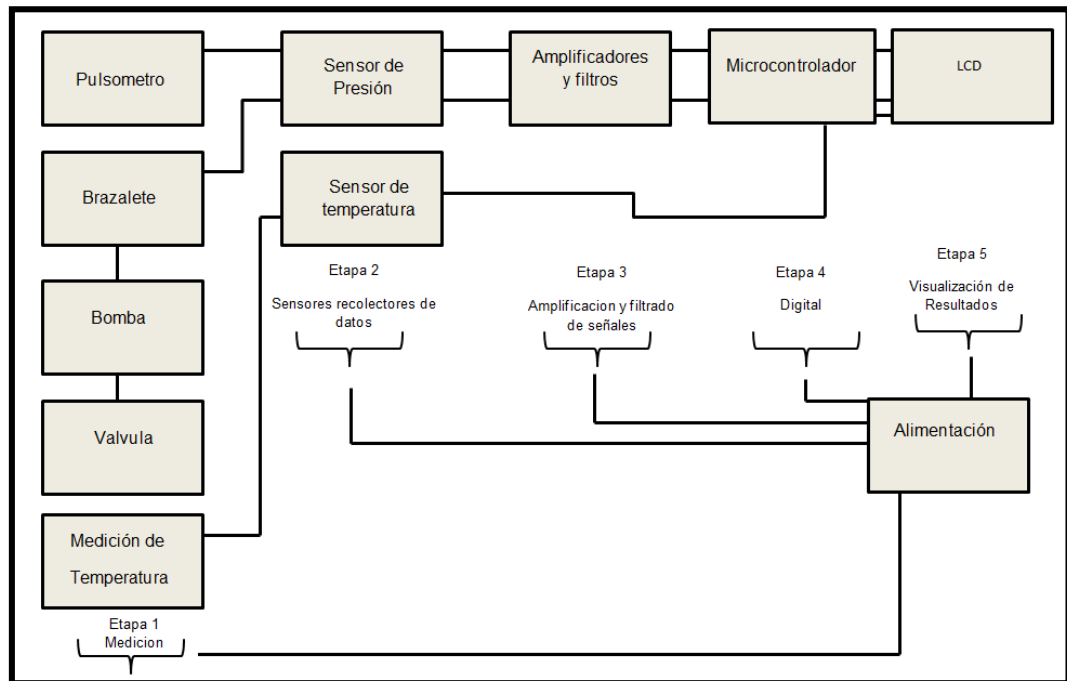 Pulsometro
Sensor de
Presión
Amplificadores
y filtros
Microcontrolador
LCD
Brazalete
Sensor de
temperatura
Bomba
Valvula
Medición de
Temperatura
Etapa 1
Medicion
Etapa 2
Sensores recolectores de
datos
Etapa 3
Amplificacion y filtrado
de señales
Etapa 4
Digital
Etapa 5
Visualización de
Resultados
Alimentación